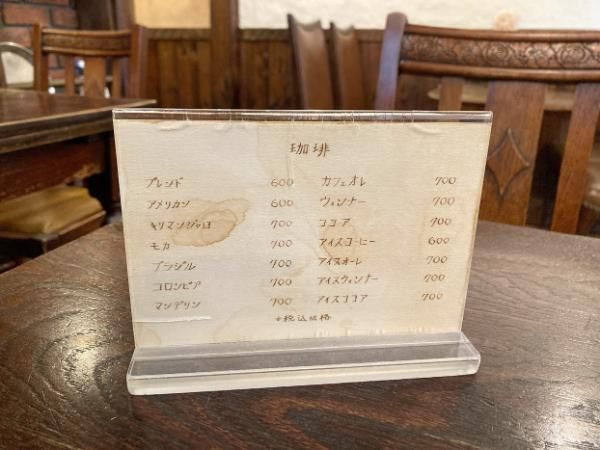 珈琲
ブレンド 600
アメリカン 600
キリマンジャロ 700
モカ 700
ブラジル 700
コロンビア 700
マンデリン 700
カフェオレ 700
ウィンナー 700
ココア 700
アイスコーヒー 600
アイスオーレ 700
アイスウィンナー 700
アイスココア 700
*税込価格